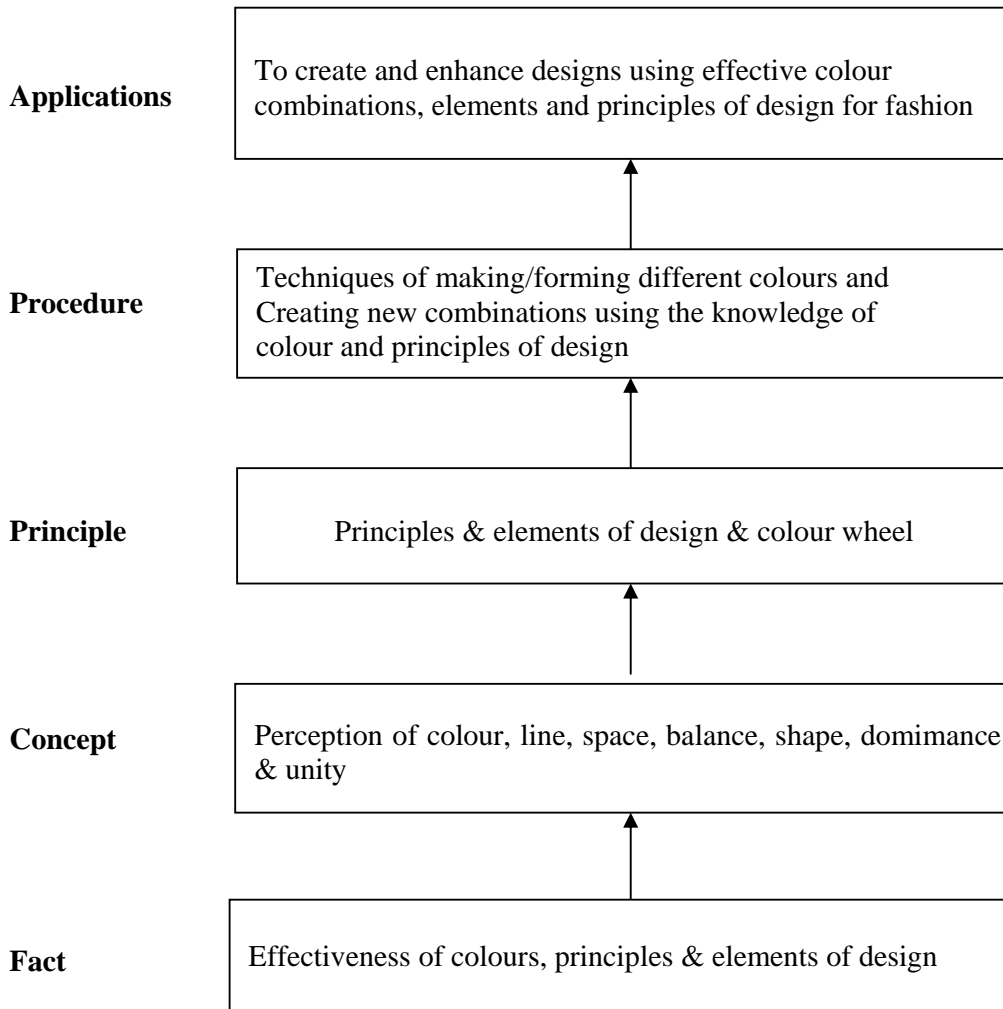 Applications
To create and enhance designs using effective colour
combinations, elements and principles of design for fashion
Procedure
Techniques of making/forming different colours and
Creating new combinations using the knowledge of
colour and principles of design
Principle
Principles & elements of design & colour wheel
Concept
Perception of colour, line, space, balance, shape, domimance
& unity
Fact
Effectiveness of colours, principles & elements of design